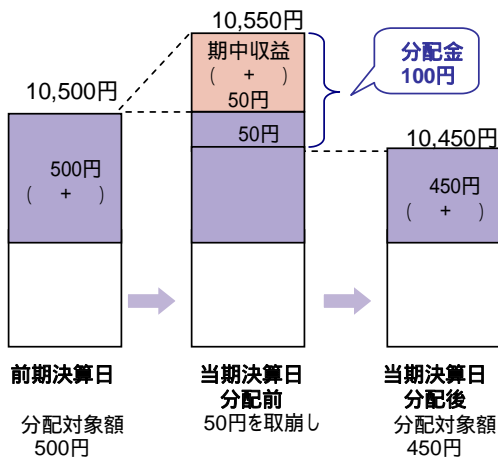 10,550円
期中収益
( + )
50円
50円
分配金
100円
10,500円
500円
( + )
10,450円
450円
( + )
前期決算日
分配対象額
500円
当期決算日
分配前
50円を取崩し
当期決算日
分配後
分配対象額
450円